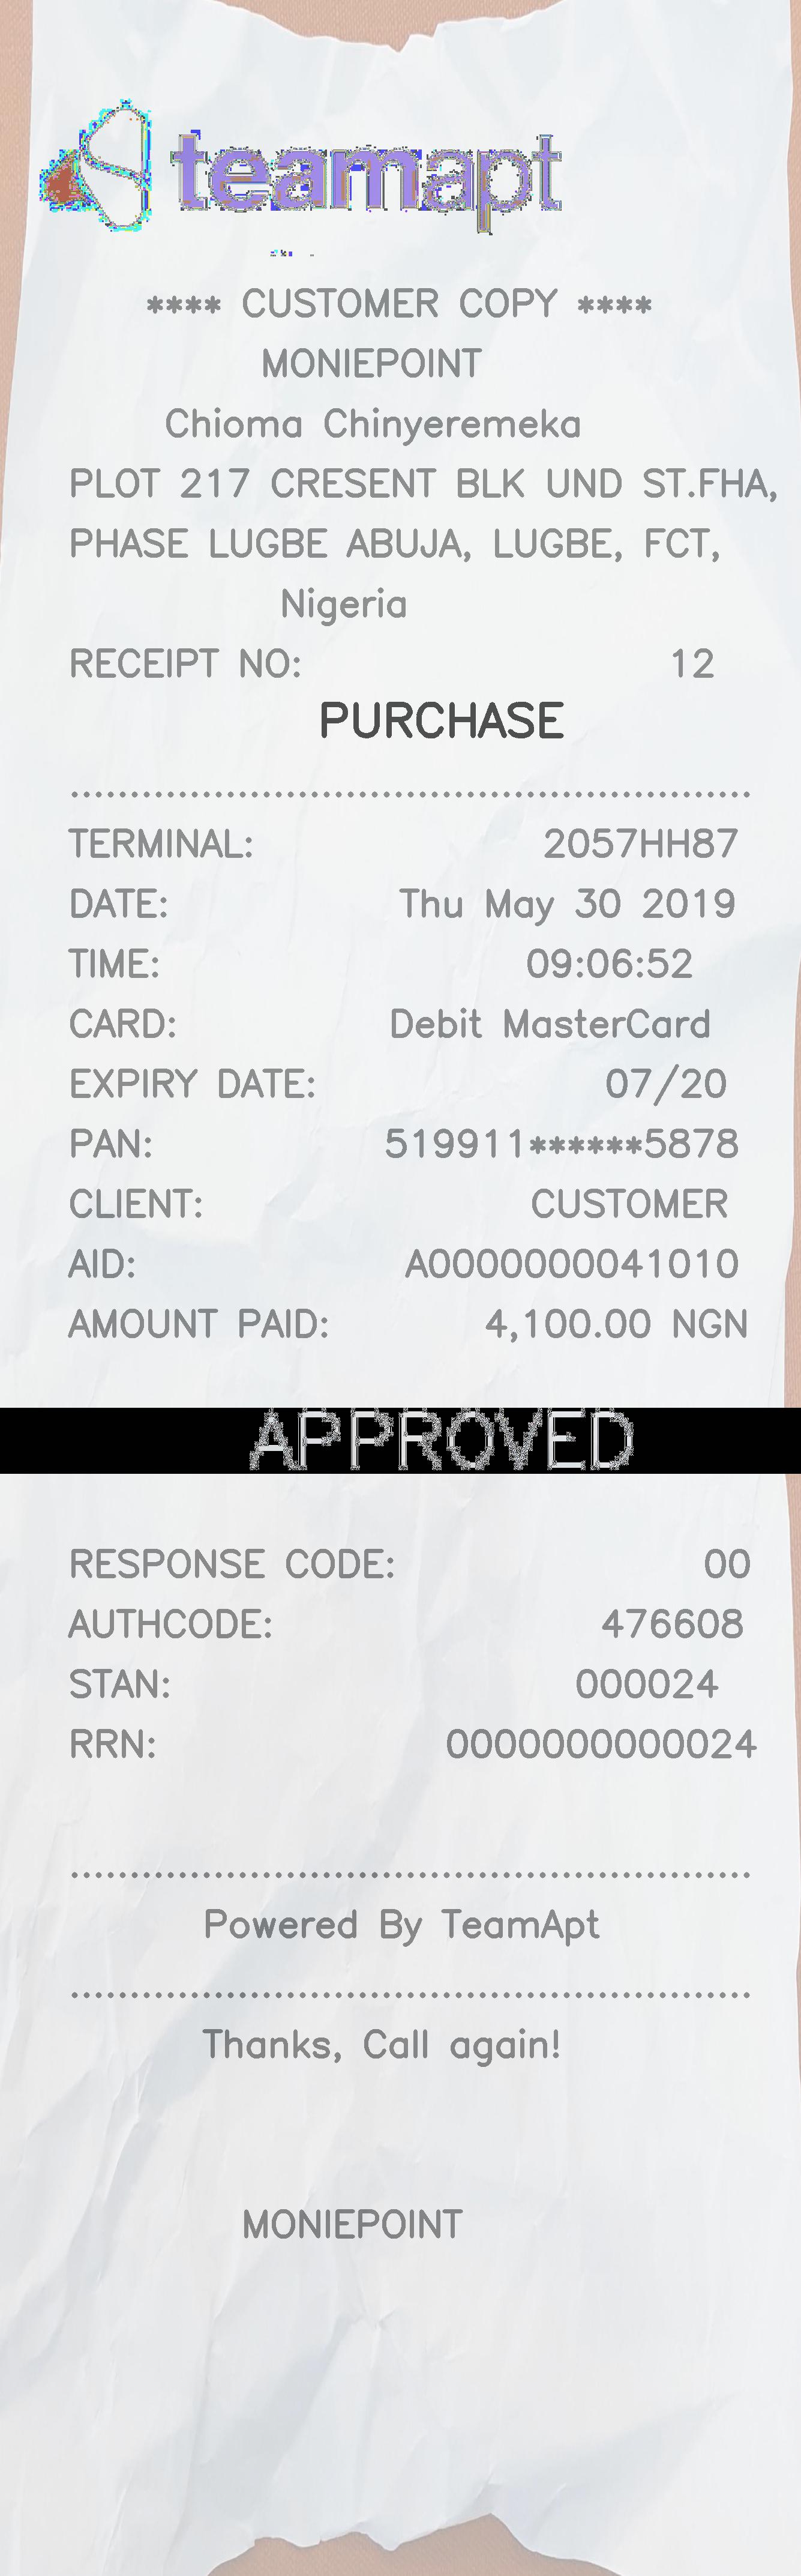 teamapt
**** CUSTOMER COPY ****
MONIEPOINT
Chioma Chinyeremeka
PLOT 217 CRESENT BLK UND ST.FHA,
PHASE LUGBE ABUJA, LUGBE, FCT,
Nigeria
RECEIPT NO: 12
PURCHASE
TERMINAL: 2057HH87
DATE: Thu May 30 2019
TIME: 09:06:52
CARD: Debit MasterCard
EXPIRY DATE: 07/20
PAN: 519911******5878
CLIENT: CUSTOMER
AID: A0000000041010
AMOUNT PAID: 4,100.00 NGN
APPROVED
RESPONSE CODE: 00
AUTHCODE: 476608
STAN: 000024
RRN: 0000000000024
Powered By TeamApt
Thanks, Call again!
MONIEPOINT